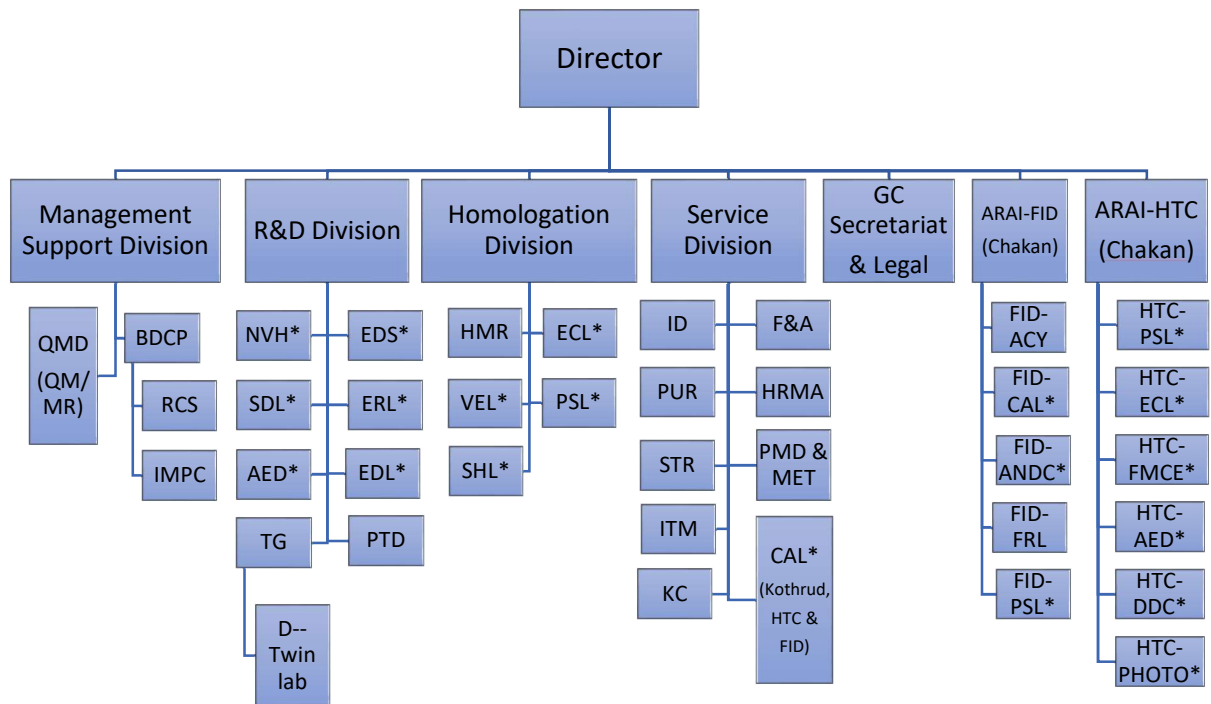 Director
Management
Support Division
R&D Division
Homologation
Division
Service
Division
GC
Secretariat
& Legal
ARAI-FID
(Chakan)
ARAI-HTC
(Chakan)
QMD
(QM/
MR)
BDCP
RCS
IMPC
NVH*
EDS*
SDL*
ERL*
AED*
EDL*
TG
PTD
D--
Twin
lab
HMR
ECL*
VEL*
PSL*
SHL*
ID
F&A
PUR
HRMA
STR
PMD &
MET
ITM
KC
CAL*
(Kothrud,
HTC &
FID)
FID-
ACY
FID-
CAL*
FID-
ANDC*
FID-
FRL
FID-
PSL*
HTC-
PSL*
HTC-
ECL*
HTC-
FMCE*
HTC-
AED*
HTC-
DDC*
HTC-
PHOTO*